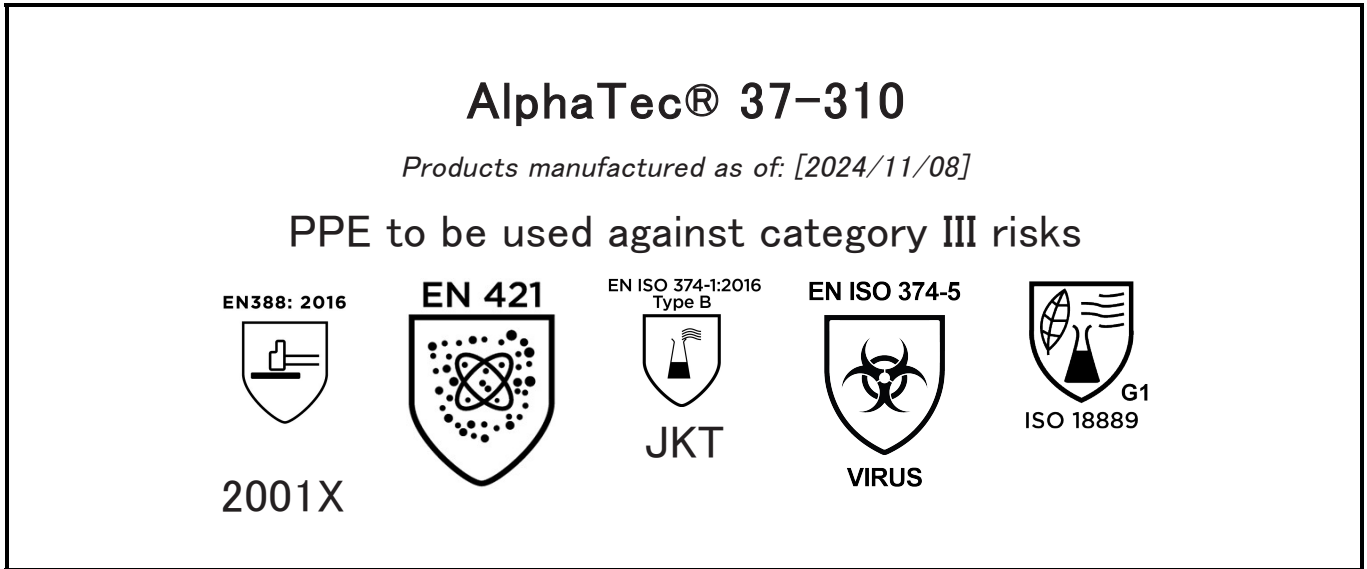 AlphaTec® 37-310
Products manufactured as of: [2024/11/08]
PPE to be used against category III risks
EN388: 2016
2001X
EN 421
EN ISO 374-1:2016
Type B
JKT
EN ISO 374-5
VIRUS
G1
ISO 18889